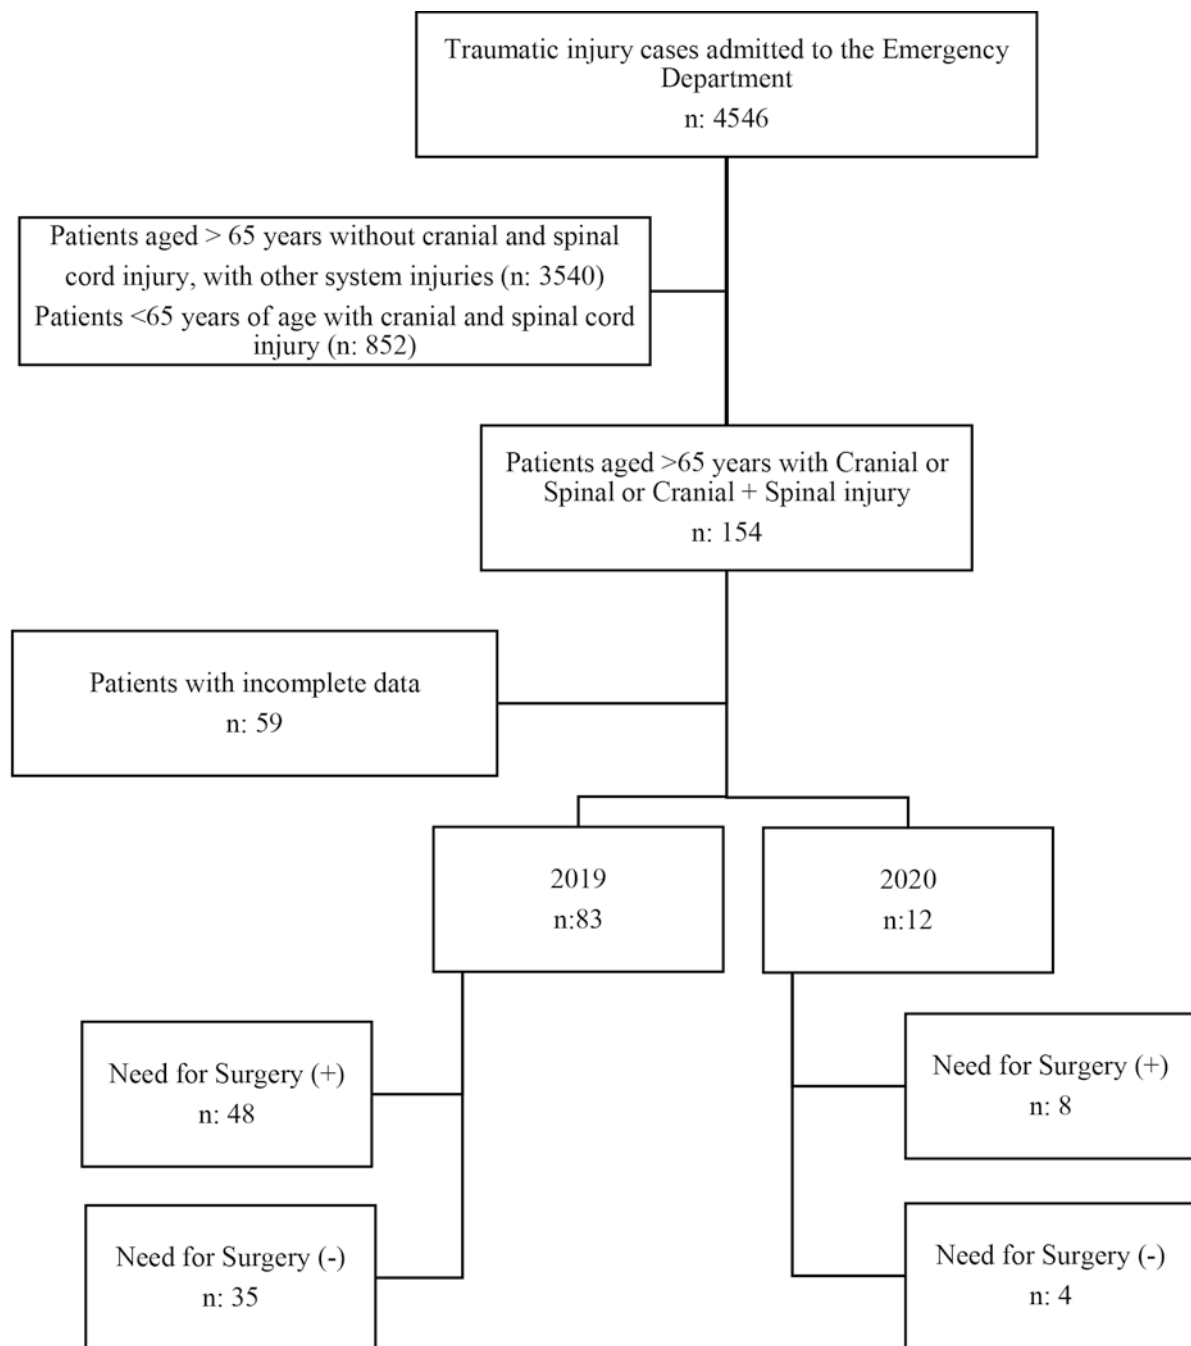 Traumatic injury cases admitted to the Emergency
Department
n: 4546
Patients aged > 65 years without cranial and spinal
cord injury, with other system injuries (n: 3540)
Patients <65 years of age with cranial and spinal cord
injury (n: 852)
Patients aged >65 years with Cranial or
Spinal or Cranial + Spinal injury
n: 154
Patients with incomplete data
n: 59
2019
n:83
2020
n:12
Need for Surgery (+)
n: 48
Need for Surgery (+)
n: 8
Need for Surgery (-)
n: 35
Need for Surgery (-)
n: 4